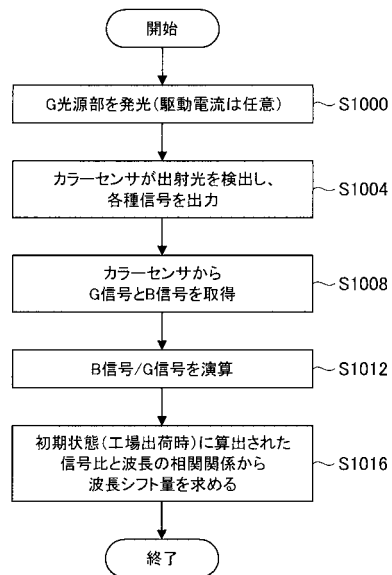 開始
G光源部を発光(駆動電流は任意)
S1000
カラーセンサが出射光を検出し、
各種信号を出力
S1004
カラーセンサから
G信号とB信号を取得
S1008
B信号/G信号を演算
S1012
初期状態(工場出荷時)に算出された
信号比と波長の相関関係から
波長シフト量を求める
S1016
終了